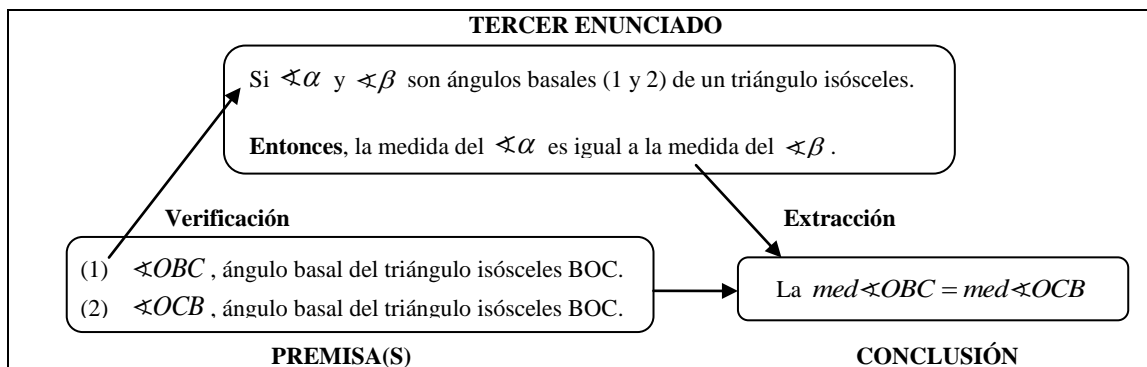 TERCER ENUNCIADO
Si ∢α y ∢β son ángulos basales (1 y 2) de un triángulo isósceles.
Entonces, la medida del ∢α es igual a la medida del ∢β.
Verificación
Extracción
(1) ∢OBC, ángulo basal del triángulo isósceles BOC.
(2) ∢OCB, ángulo basal del triángulo isósceles BOC.
La med∢OBC = med∢OCB
PREMISA(S)
CONCLUSIÓN